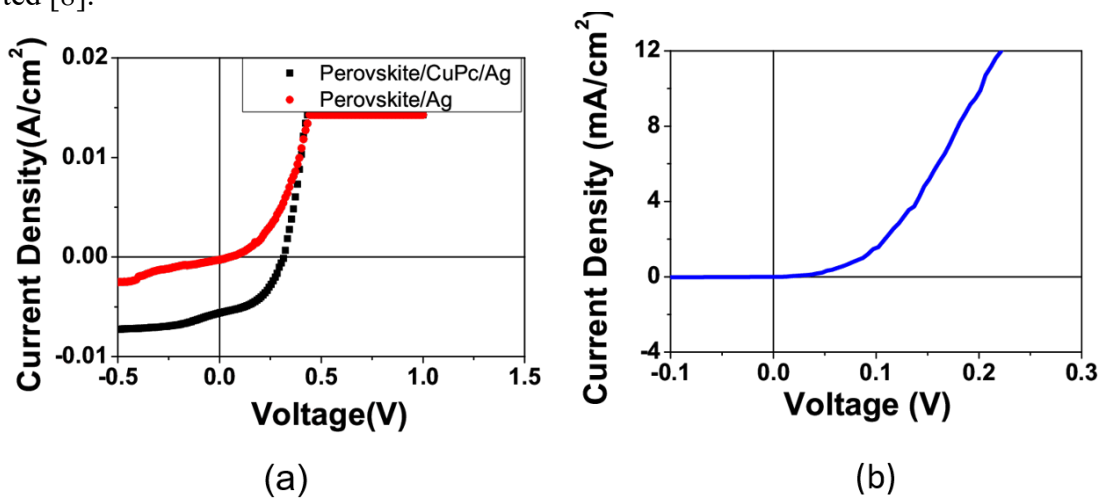 ted [8].
0.02
0.01
0.00
-0.01
-0.5
0.0
0.5
1.0
1.5
Current Density(A/cm²)
Voltage(V)
Perovskite/CuPc/Ag
Perovskite/Ag
(a)
12
8
4
0
-4
-0.1
0.0
0.1
0.2
0.3
Current Density (mA/cm²)
Voltage (V)
(b)